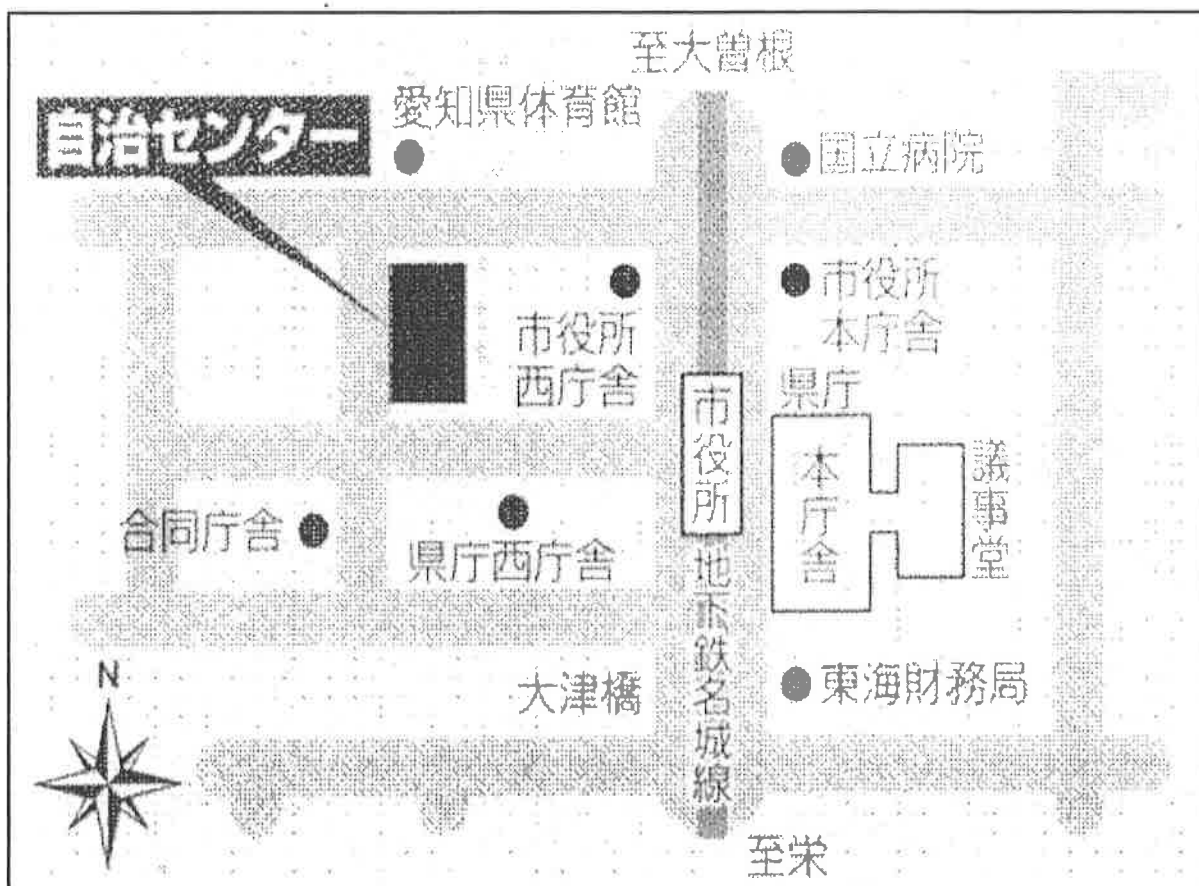 至大曽根
自治センター
愛知県体育館
国立病院
市役所
西庁舎
市役所
本庁舎
県庁
市役所
本庁舎
議事堂
合同庁舎
県庁西庁舎
地下鉄名城線
N
大津橋
東海財務局
至栄